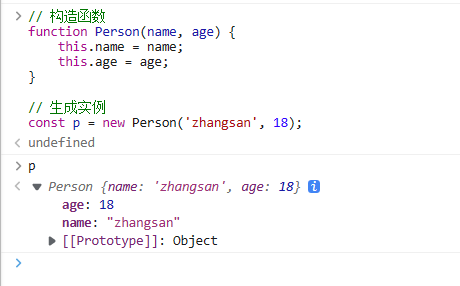 // 构造函数
function Person(name, age) {
    this.name = name;
    this.age = age;
}
// 生成实例
const p = new Person('zhangsan', 18);
undefined
p
Person {name: 'zhangsan', age: 18} i
age: 18
name: "zhangsan"
[[Prototype]]: Object